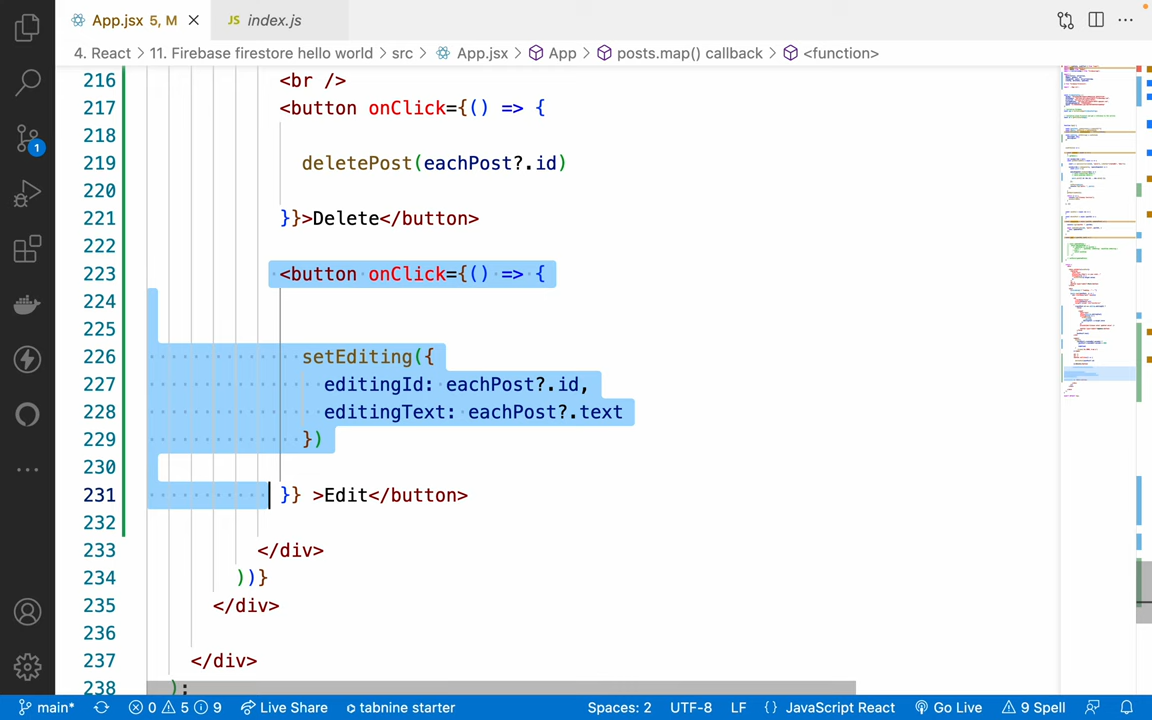 App.jsx 5, M
JS index.js
4. React > 11. Firebase firestore hello world > src > App.jsx > App > posts.map() callback > <function>
216 <br />
217 <button onClick={() => {
218
219 deletePost(eachPost?.id)
220
221 }}>Delete</button>
222
223 <button onClick={() => {
224
225
226 setEditing({
227 editingId: eachPost?.id,
228 editingText: eachPost?.text
229 })
230
231 }} >Edit</button>
232
233 </div>
234 ))}
235 </div>
236
237 </div>
238 );
1
main* 0 5 9 Live Share tabnine starter Spaces: 2 UTF-8 LF {} JavaScript React Go Live 9 Spell